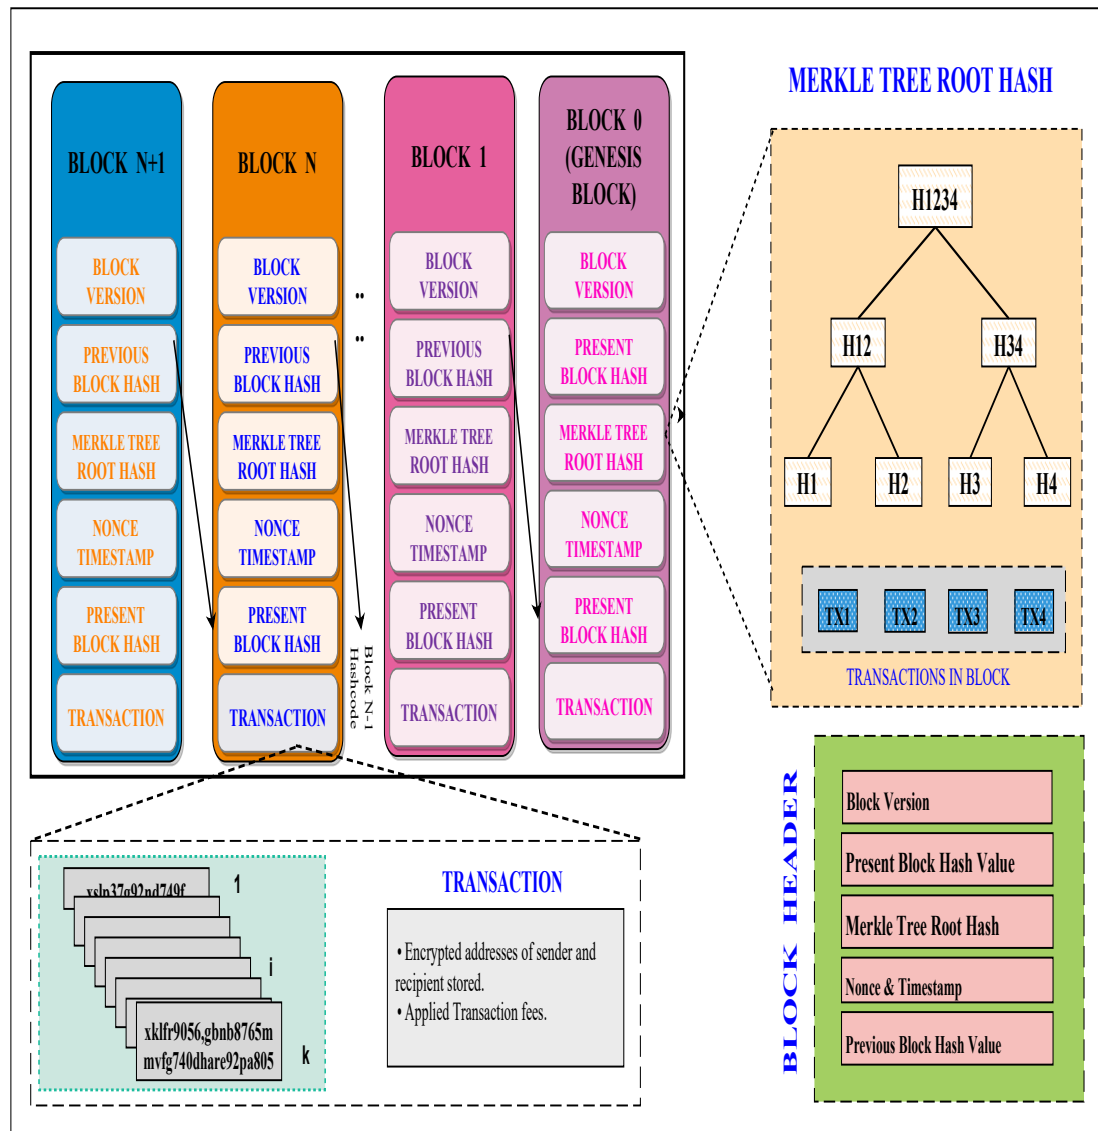 BLOCK N+1
BLOCK
VERSION
PREVIOUS
BLOCK HASH
MERKLE TREE
ROOT HASH
NONCE
TIMESTAMP
PRESENT
BLOCK HASH
TRANSACTION
BLOCK N
BLOCK
VERSION
PREVIOUS
BLOCK HASH
MERKLE TREE
ROOT HASH
NONCE
TIMESTAMP
PRESENT
BLOCK HASH
TRANSACTION
Block N-1
Hashcode
BLOCK 1
BLOCK
VERSION
PREVIOUS
BLOCK HASH
MERKLE TREE
ROOT HASH
NONCE
TIMESTAMP
PRESENT
BLOCK HASH
TRANSACTION
BLOCK 0
(GENESIS
BLOCK)
BLOCK
VERSION
PRESENT
BLOCK HASH
MERKLE TREE
ROOT HASH
NONCE
TIMESTAMP
PRESENT
BLOCK HASH
TRANSACTION
MERKLE TREE ROOT HASH
H1234
H12 H34
H1 H2 H3 H4
TX1 TX2 TX3 TX4
TRANSACTIONS IN BLOCK
1
i
xklfr9056,gbnb8765m
mvfg740dhare92pa805
k
TRANSACTION
• Encrypted addresses of sender and
recipient stored.
• Applied Transaction fees.
BLOCK HEADER
Block Version
Present Block Hash Value
Merkle Tree Root Hash
Nonce & Timestamp
Previous Block Hash Value